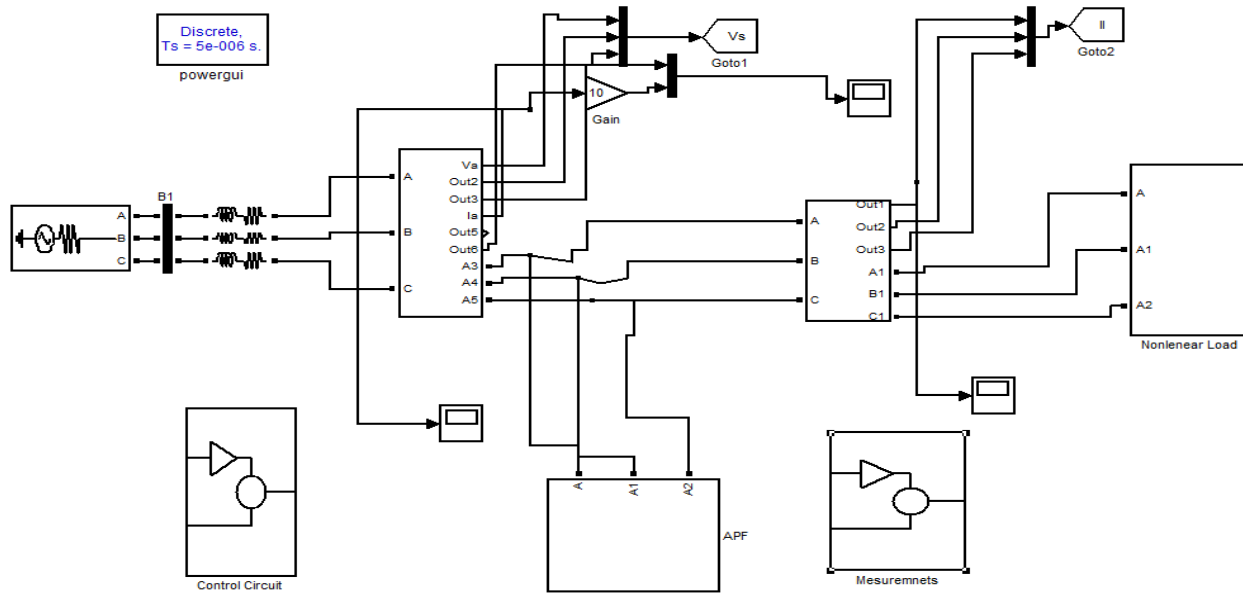 Discrete,
Ts = 5e-006 s.
powergui
Vs
Goto1
Il
Goto2
10
Gain
B1
A
B
C
A
B
C
Va
Out2
Out3
Ia
Out5
Out6
A3
A4
A5
A
B
C
Out1
Out2
Out3
A1
B1
C1
A
A1
A2
Nonlenear Load
Control Circuit
A
A1
A2
APF
Mesuremnets